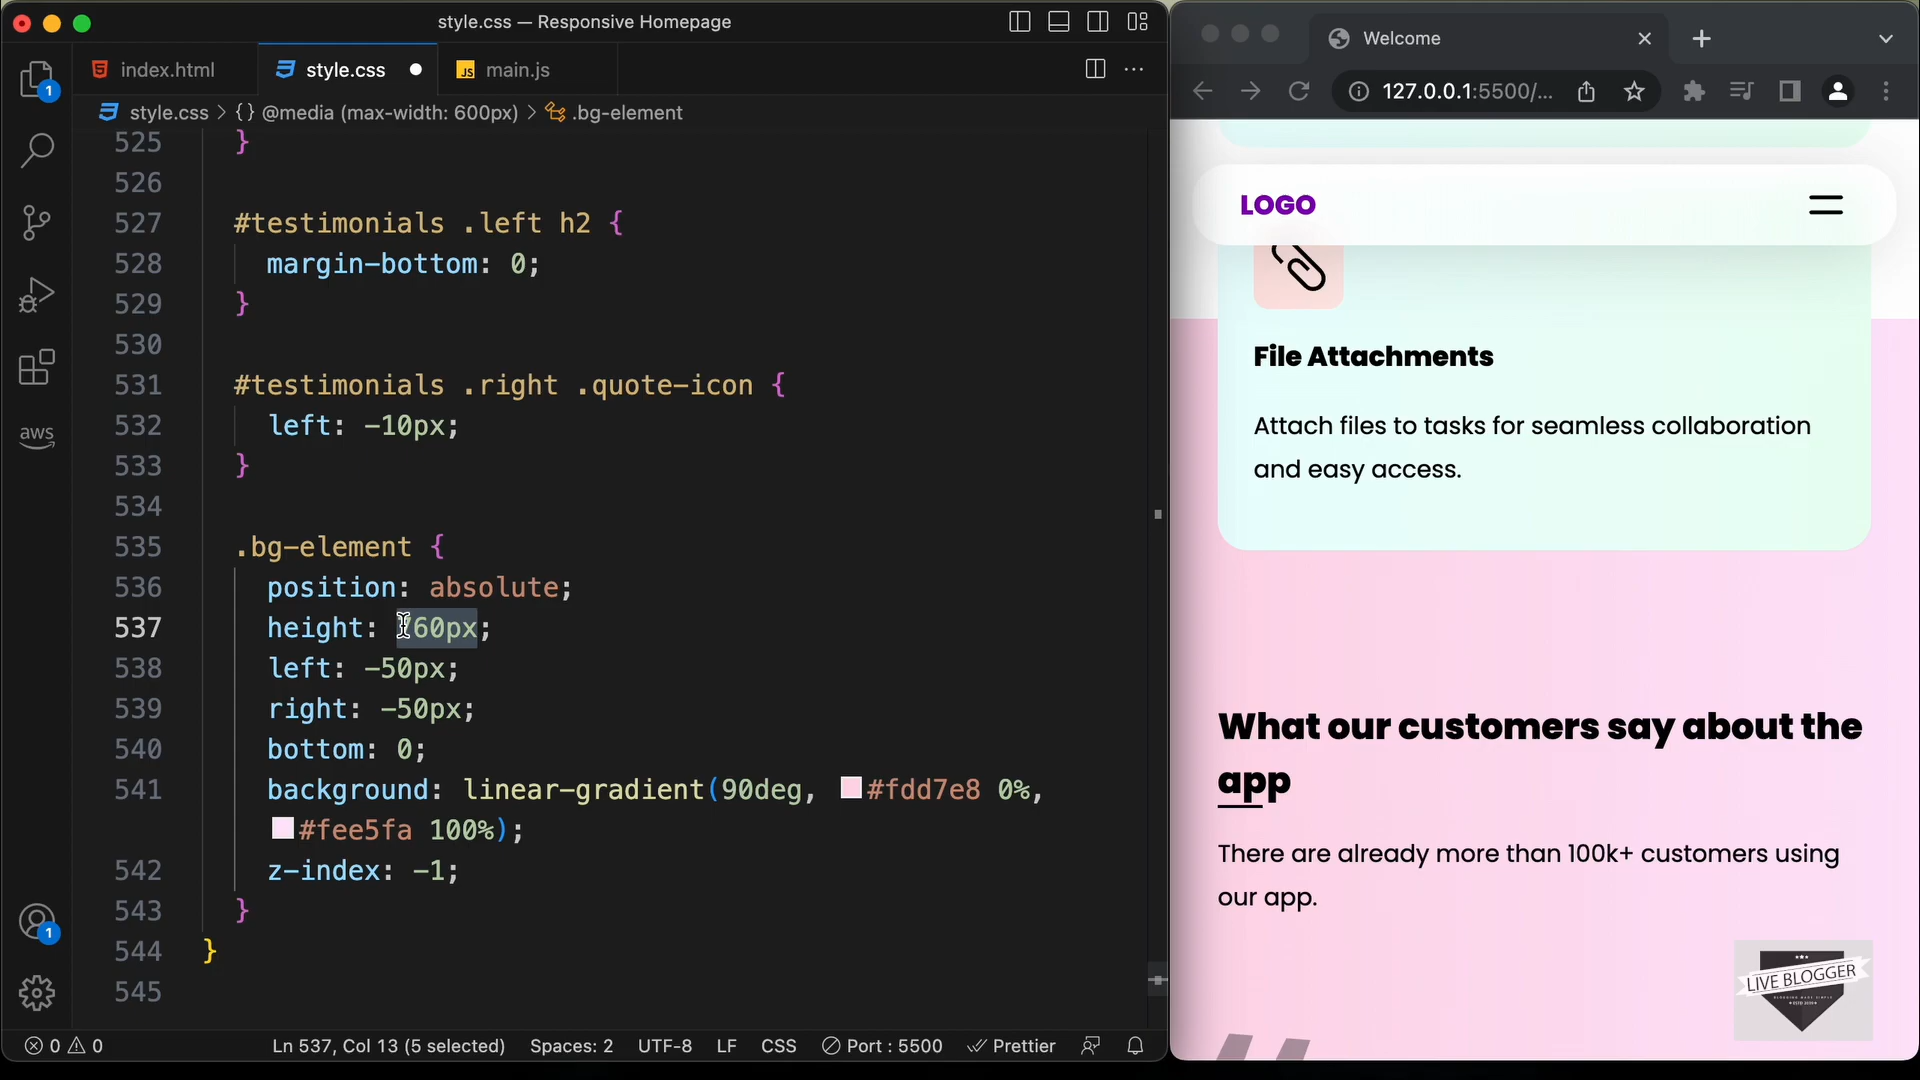 style.css — Responsive Homepage
index.html
style.css
JS main.js
style.css > {} @media (max-width: 600px) > .bg-element
525 }
526
527 #testimonials .left h2 {
528 margin-bottom: 0;
529 }
530
531 #testimonials .right .quote-icon {
532 left: -10px;
533 }
534
535 .bg-element {
536 position: absolute;
537 height: 760px;
538 left: -50px;
539 right: -50px;
540 bottom: 0;
541 background: linear-gradient(90deg, #fdd7e8 0%,
#fee5fa 100%);
542 z-index: -1;
543 }
544 }
545
1
aws
1
0 0
Ln 537, Col 13 (5 selected)
Spaces: 2
UTF-8
LF
CSS
Port : 5500
Prettier
Welcome
127.0.0.1:5500/...
LOGO
File Attachments
Attach files to tasks for seamless collaboration
and easy access.
What our customers say about the
app
There are already more than 100k+ customers using
our app.
LIVE BLOGGER